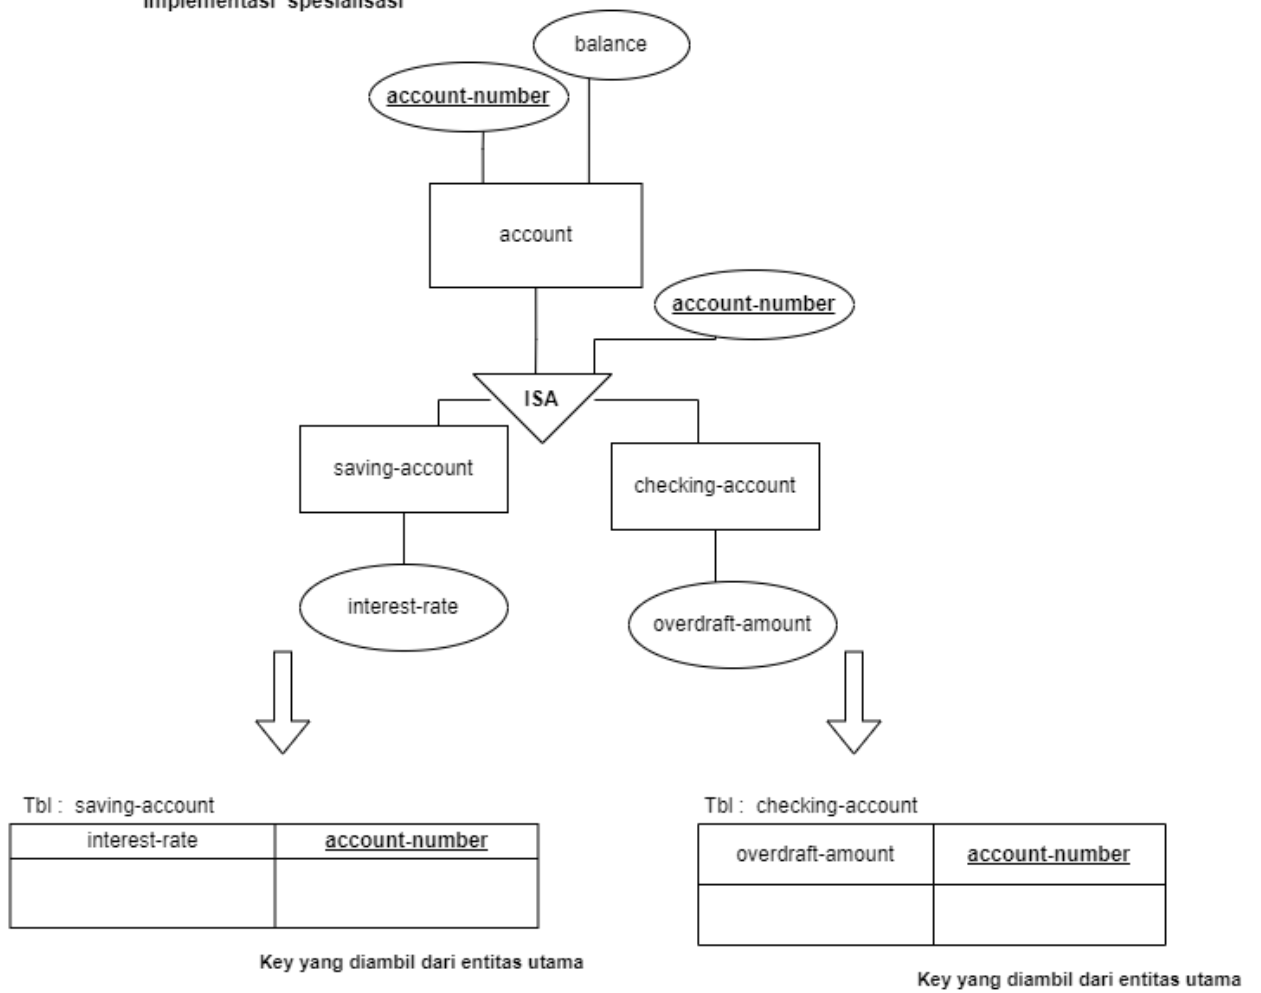 Implementasi spesialisasi
balance
account-number
account
account-number
ISA
saving-account
checking-account
interest-rate
overdraft-amount
Tbl : saving-account
interest-rate account-number
Key yang diambil dari entitas utama
Tbl : checking-account
overdraft-amount account-number
Key yang diambil dari entitas utama